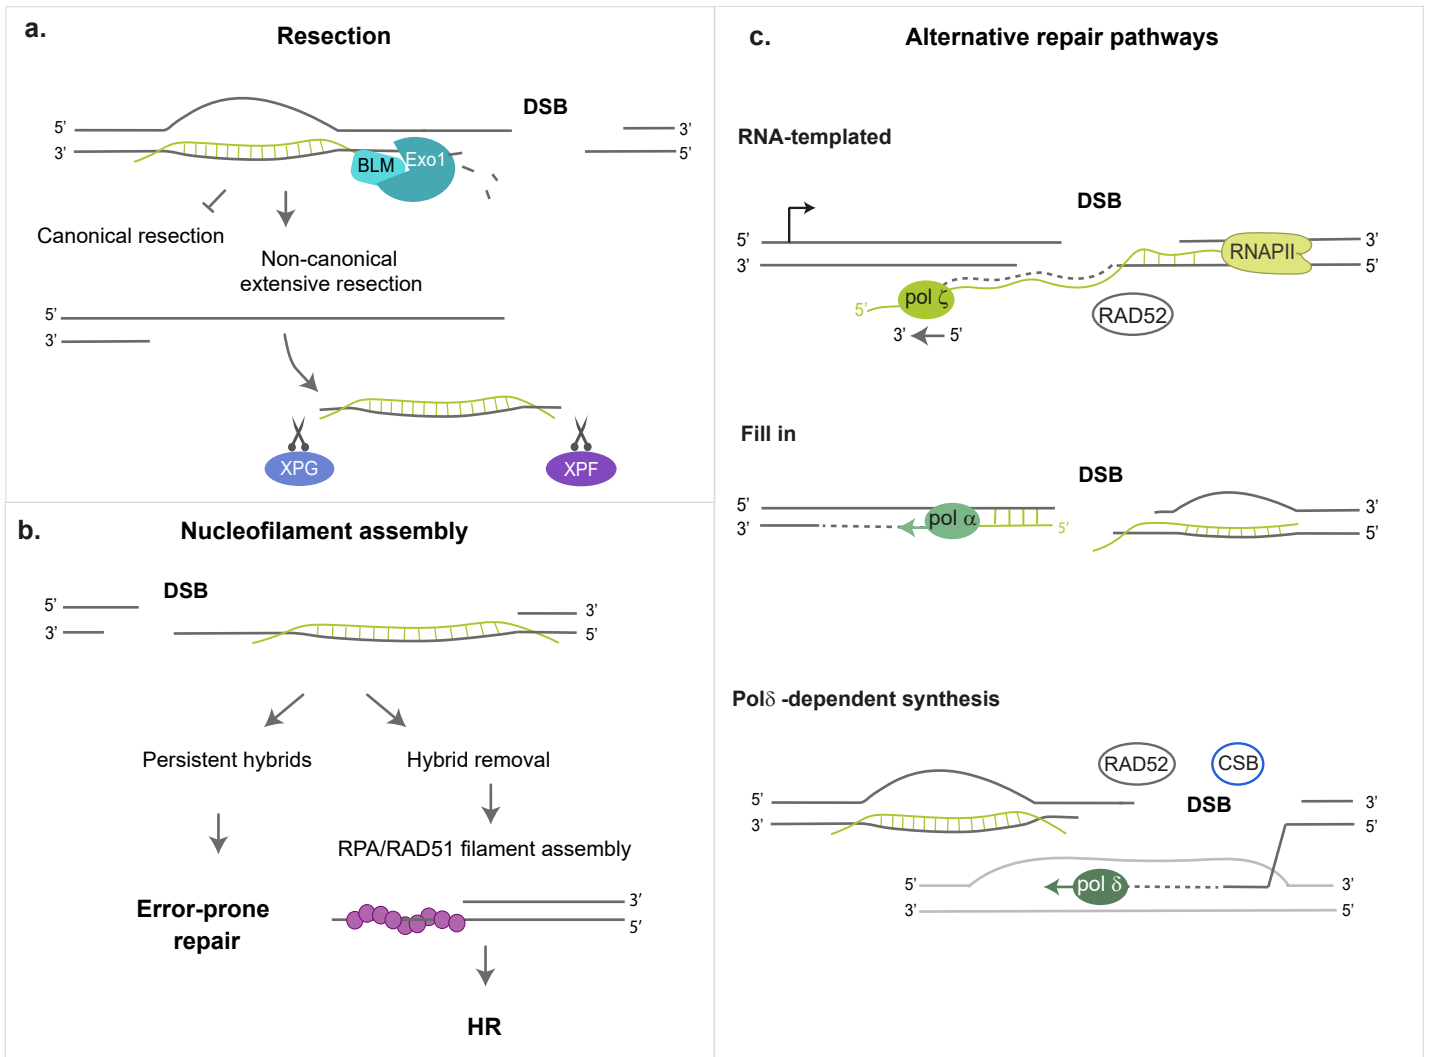 a.
Resection
DSB
5’
3’
3’
5’
BLM
Exo1
Canonical resection
Non-canonical
extensive resection
5’
3’
XPG
XPF
b.
Nucleofilament assembly
DSB
5’
3’
3’
5’
Persistent hybrids
Hybrid removal
RPA/RAD51 filament assembly
Error-prone
repair
3’
5’
HR
c.
Alternative repair pathways
RNA-templated
DSB
5’
3’
3’
5’
RNAPII
pol ζ
5’
RAD52
3’
5’
Fill in
DSB
5’
3’
pol α
5’
3’
5’
Polδ -dependent synthesis
RAD52
CSB
DSB
5’
3’
3’
5’
5’
3’
pol δ
3’
5’